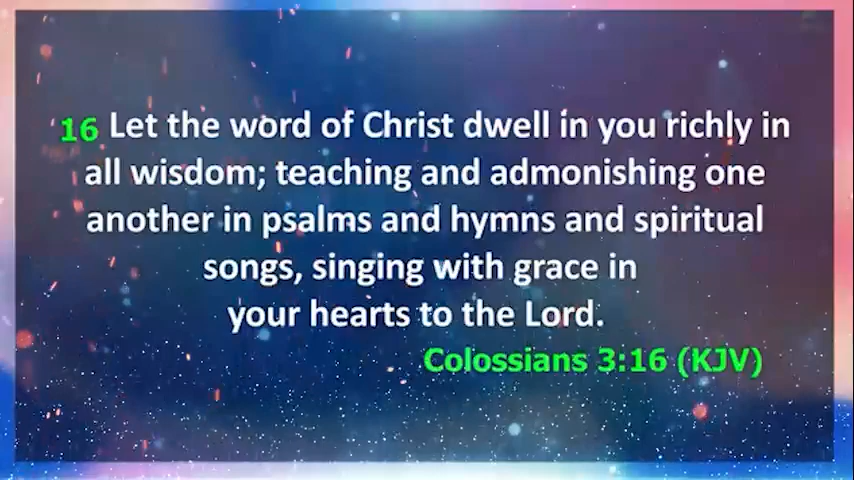 16 Let the word of Christ dwell in you richly in
all wisdom; teaching and admonishing one
another in psalms and hymns and spiritual
songs, singing with grace in
your hearts to the Lord.
Colossians 3:16 (KJV)